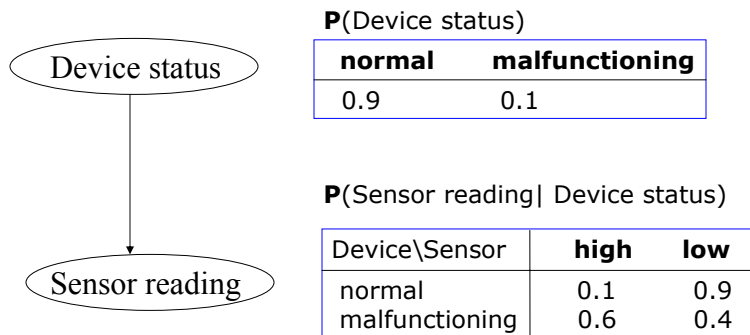 Device status
P(Device status)
normal malfunctioning
0.9 0.1
Sensor reading
P(Sensor reading| Device status)
Device\Sensor high low
normal 0.1 0.9
malfunctioning 0.6 0.4